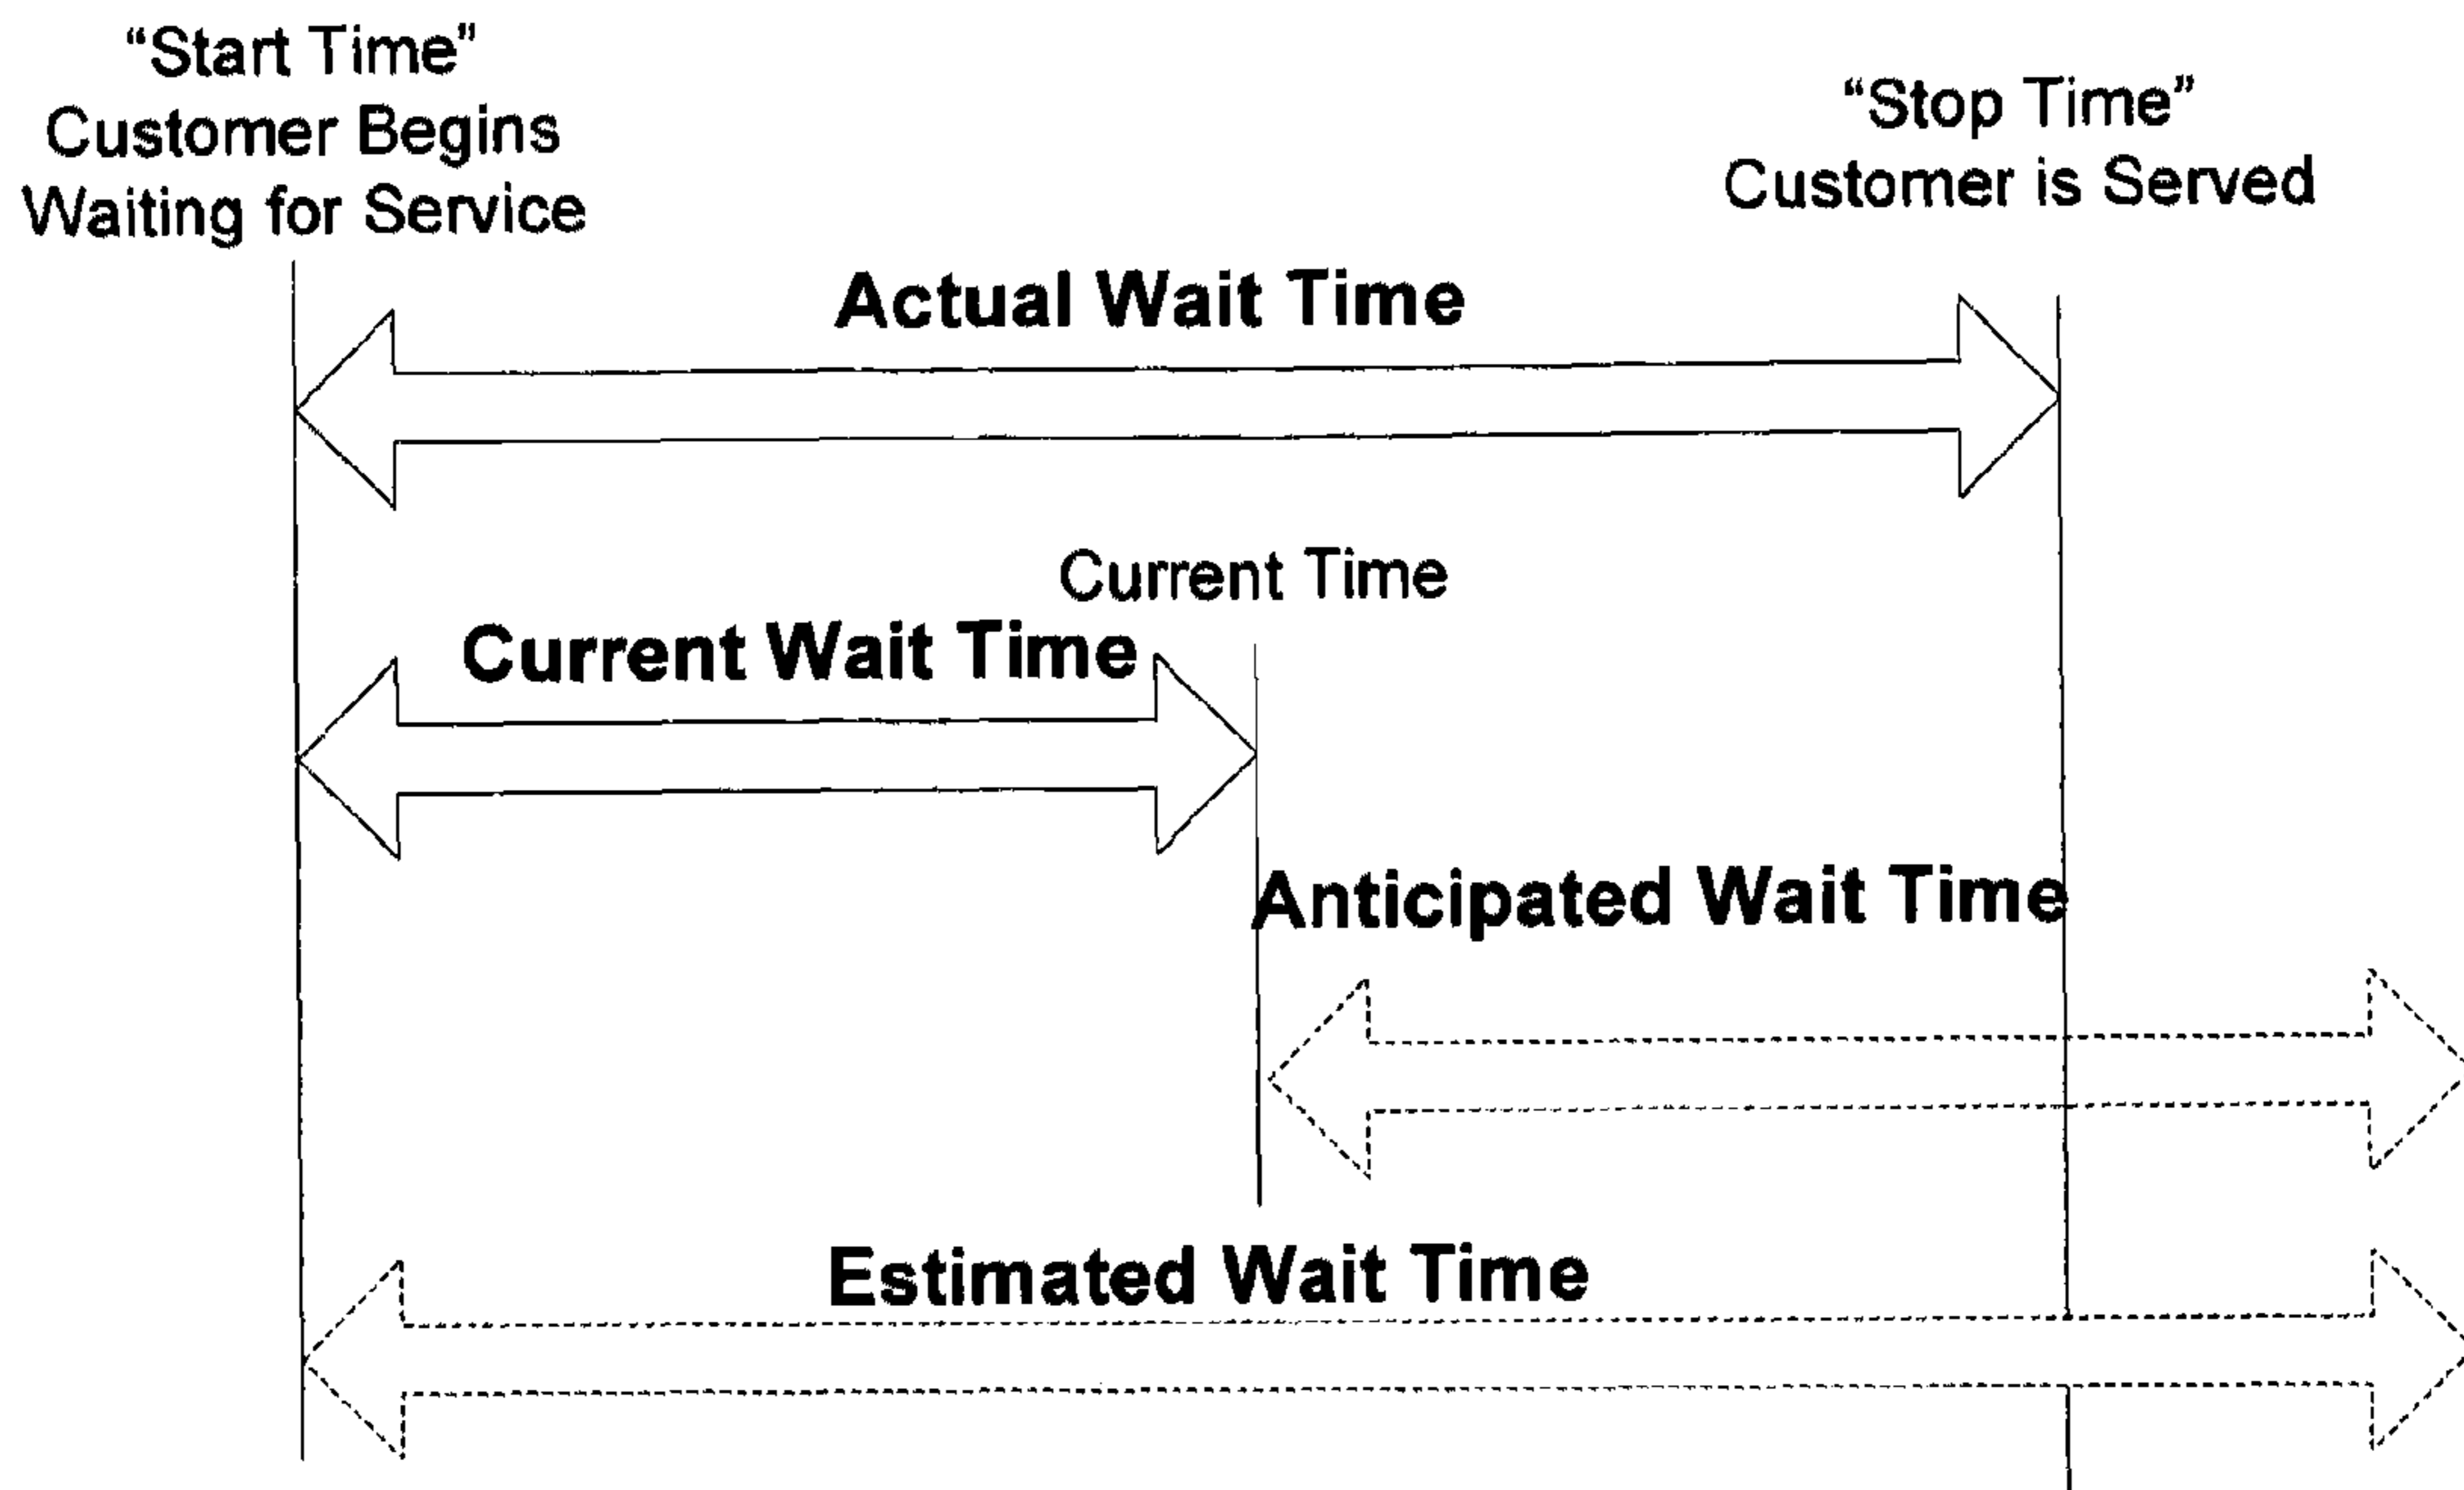 “Start Time”
Customer Begins
Waiting for Service
“Stop Time”
Customer is Served
Actual Wait Time
Current Time
Current Wait Time
Anticipated Wait Time
Estimated Wait Time